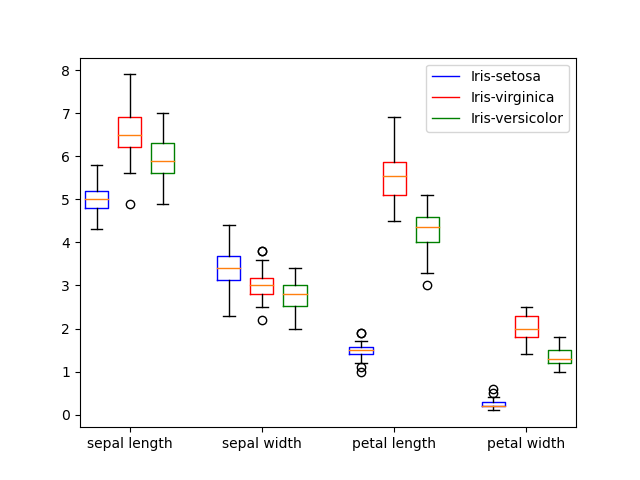 8
7
6
5
4
3
2
1
0
Iris-setosa
Iris-virginica
Iris-versicolor
sepal length
sepal width
petal length
petal width